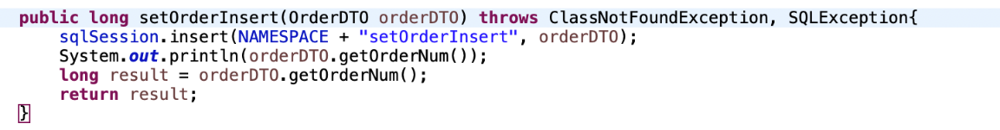 public long setOrderInsert(OrderDTO orderDTO) throws ClassNotFoundException, SQLException{
    sqlSession.insert(NAMESPACE + "setOrderInsert", orderDTO);
    System.out.println(orderDTO.getOrderNum());
    long result = orderDTO.getOrderNum();
    return result;
}